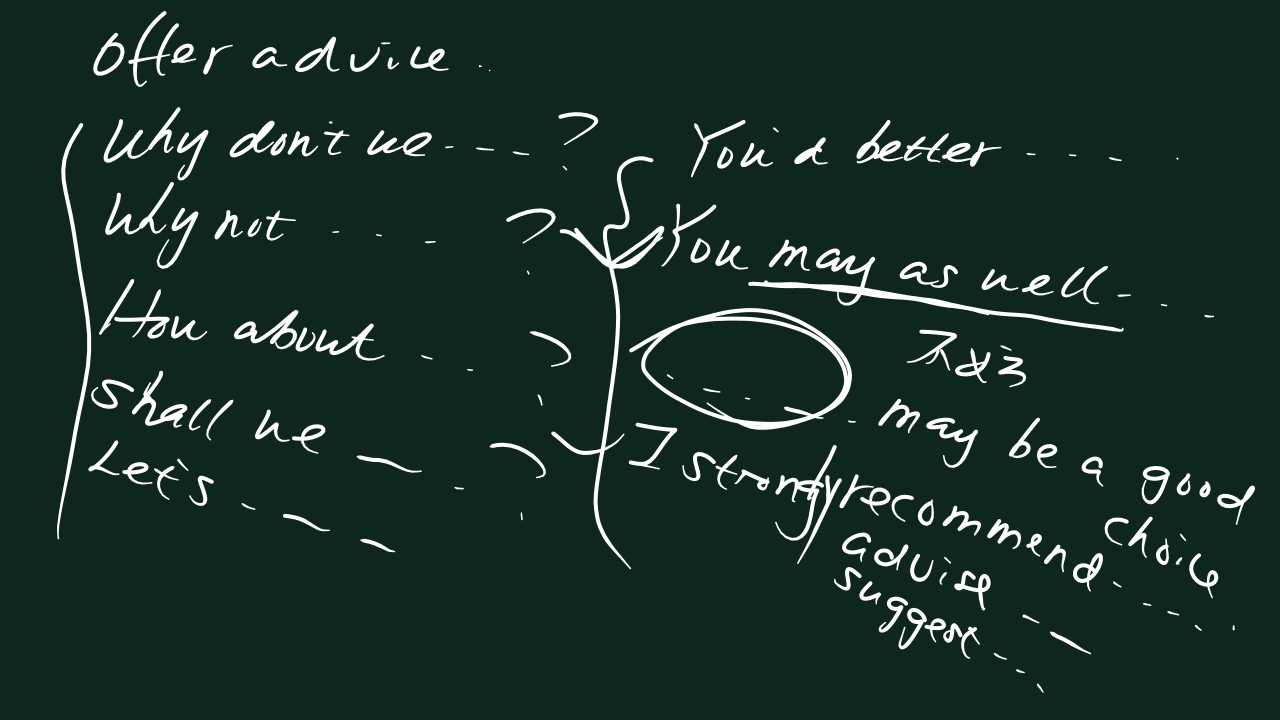 Offer advice ..
Why don't we ---- ?
Why not ---- ?
How about --- ?
Shall we -- ?
Let's ---
You'd better ----
You may as well ----
不如
---- may be a good choice
I strongly recommend ----
advise --
suggest ---